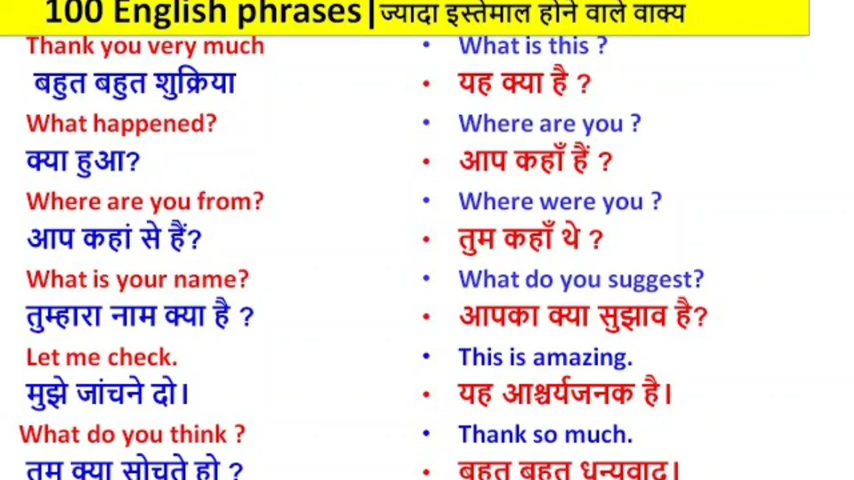 100 English phrases|ज्यादा इस्तेमाल होने वाले वाक्य
Thank you very much
बहुत बहुत शुक्रिया
What happened?
क्या हुआ?
Where are you from?
आप कहां से हैं?
What is your name?
तुम्हारा नाम क्या है ?
Let me check.
मुझे जांचने दो।
What do you think ?
तुम क्या सोचते हो ?
• What is this ?
• यह क्या है ?
• Where are you ?
• आप कहाँ हैं ?
• Where were you ?
• तुम कहाँ थे ?
• What do you suggest?
• आपका क्या सुझाव है?
• This is amazing.
• यह आश्चर्यजनक है।
• Thank so much.
• बहुत बहुत धन्यवाद।